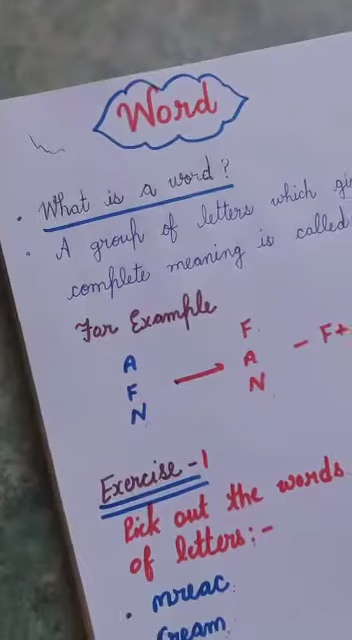 Word
• What is a word?
• A group of letters which
complete meaning is called
For Example
A F
F → A - F+
N N
Exercise-1
Pick out the words
of letters:-
• mreac
Cream